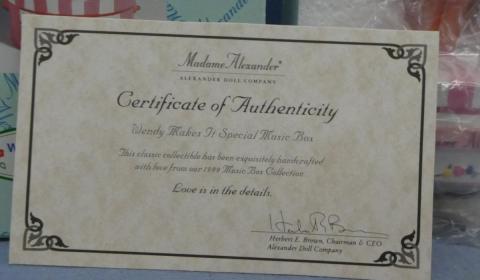 Madame Alexander®
ALEXANDER DOLL COMPANY
Certificate of Authenticity
Wendy Makes It Special Music Box
This classic collectible has been exquisitely handcrafted
with love from our 1999 Music Box Collection.
Love is in the details.
Herbert E. Brown, Chairman & CEO
Alexander Doll Company